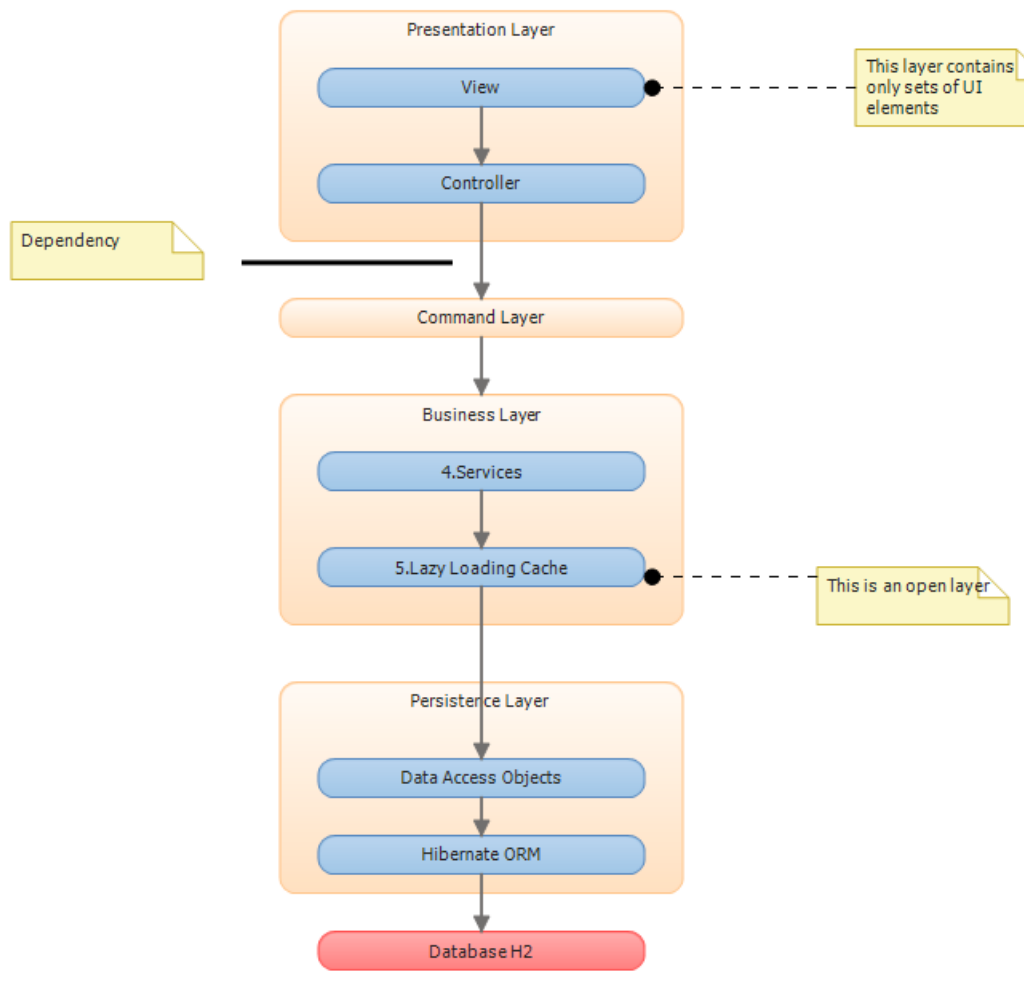 Presentation Layer
View
This layer contains
only sets of UI
elements
Controller
Dependency
Command Layer
Business Layer
4.Services
5.Lazy Loading Cache
This is an open layer
Persistence Layer
Data Access Objects
Hibernate ORM
Database H2